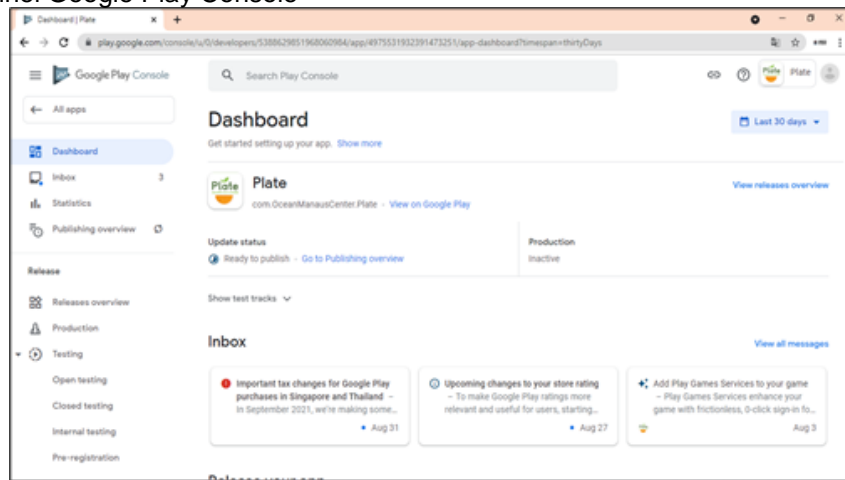 Google Play Console
Dashboard | Plate
play.google.com/console/u/0/developers/5388629851968060984/app/4975531932391473251/app-dashboard?timespan=thirtyDays
Google Play Console
Search Play Console
Plate
Plate
All apps
Dashboard
Last 30 days
Get started setting up your app. Show more
Dashboard
Inbox 3
Statistics
Publishing overview
Plate
Plate
View releases overview
com.OceanManausCenter.Plate - View on Google Play
Update status
Production
Ready to publish - Go to Publishing overview
Inactive
Release
Releases overview
Production
Testing
Open testing
Closed testing
Internal testing
Pre-registration
Show test tracks
Inbox
View all messages
Important tax changes for Google Play
purchases in Singapore and Thailand –
In September 2021, we're making some...
Aug 31
Upcoming changes to your store rating
– To make Google Play ratings more
relevant and useful for users, starting...
Aug 27
Add Play Games Services to your game
– Play Games Services enhance your
game with frictionless, 0-click sign-in fo...
Aug 3
Release your app